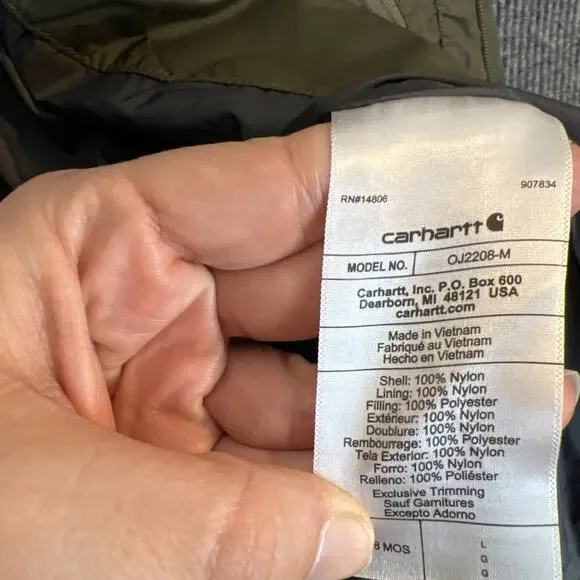 RN#14806
907834
carhartt
MODEL NO. OJ2208-M
Carhartt, Inc. P.O. Box 600
Dearborn, MI 48121 USA
carhartt.com
Made in Vietnam
Fabriqué au Vietnam
Hecho en Vietnam
Shell: 100% Nylon
Lining: 100% Nylon
Filling: 100% Polyester
Extérieur: 100% Nylon
Doublure: 100% Nylon
Rembourrage: 100% Polyester
Tela Exterior: 100% Nylon
Forro: 100% Nylon
Relleno: 100% Poliéster
Exclusive Trimming
Sauf Garnitures
Excepto Adorno
8 MOS L
G
G